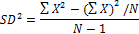 SD² = (∑ X² − (∑ X)² /N) / (N − 1)